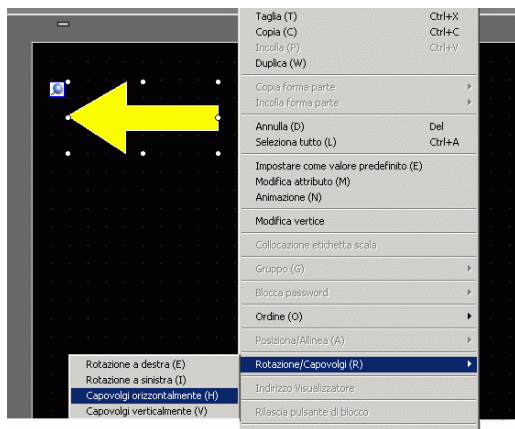 Taglia (T) Ctrl+X
Copia (C) Ctrl+C
Incolla (P) Ctrl+V
Duplica (W)
Copia forma parte
Incolla forma parte
Annulla (D) Del
Seleziona tutto (L) Ctrl+A
Impostare come valore predefinito (E)
Modifica attributo (M)
Animazione (N)
Modifica vertice
Collocazione etichetta scala
Gruppo (G)
Blocca password
Ordine (O)
Posiziona/Allinea (A)
Rotazione/Capovolgi (R)
Indirizzo Visualizzatore
Rilascia pulsante di blocco
Rotazione a destra (E)
Rotazione a sinistra (I)
Capovolgi orizzontalmente (H)
Capovolgi verticalmente (V)